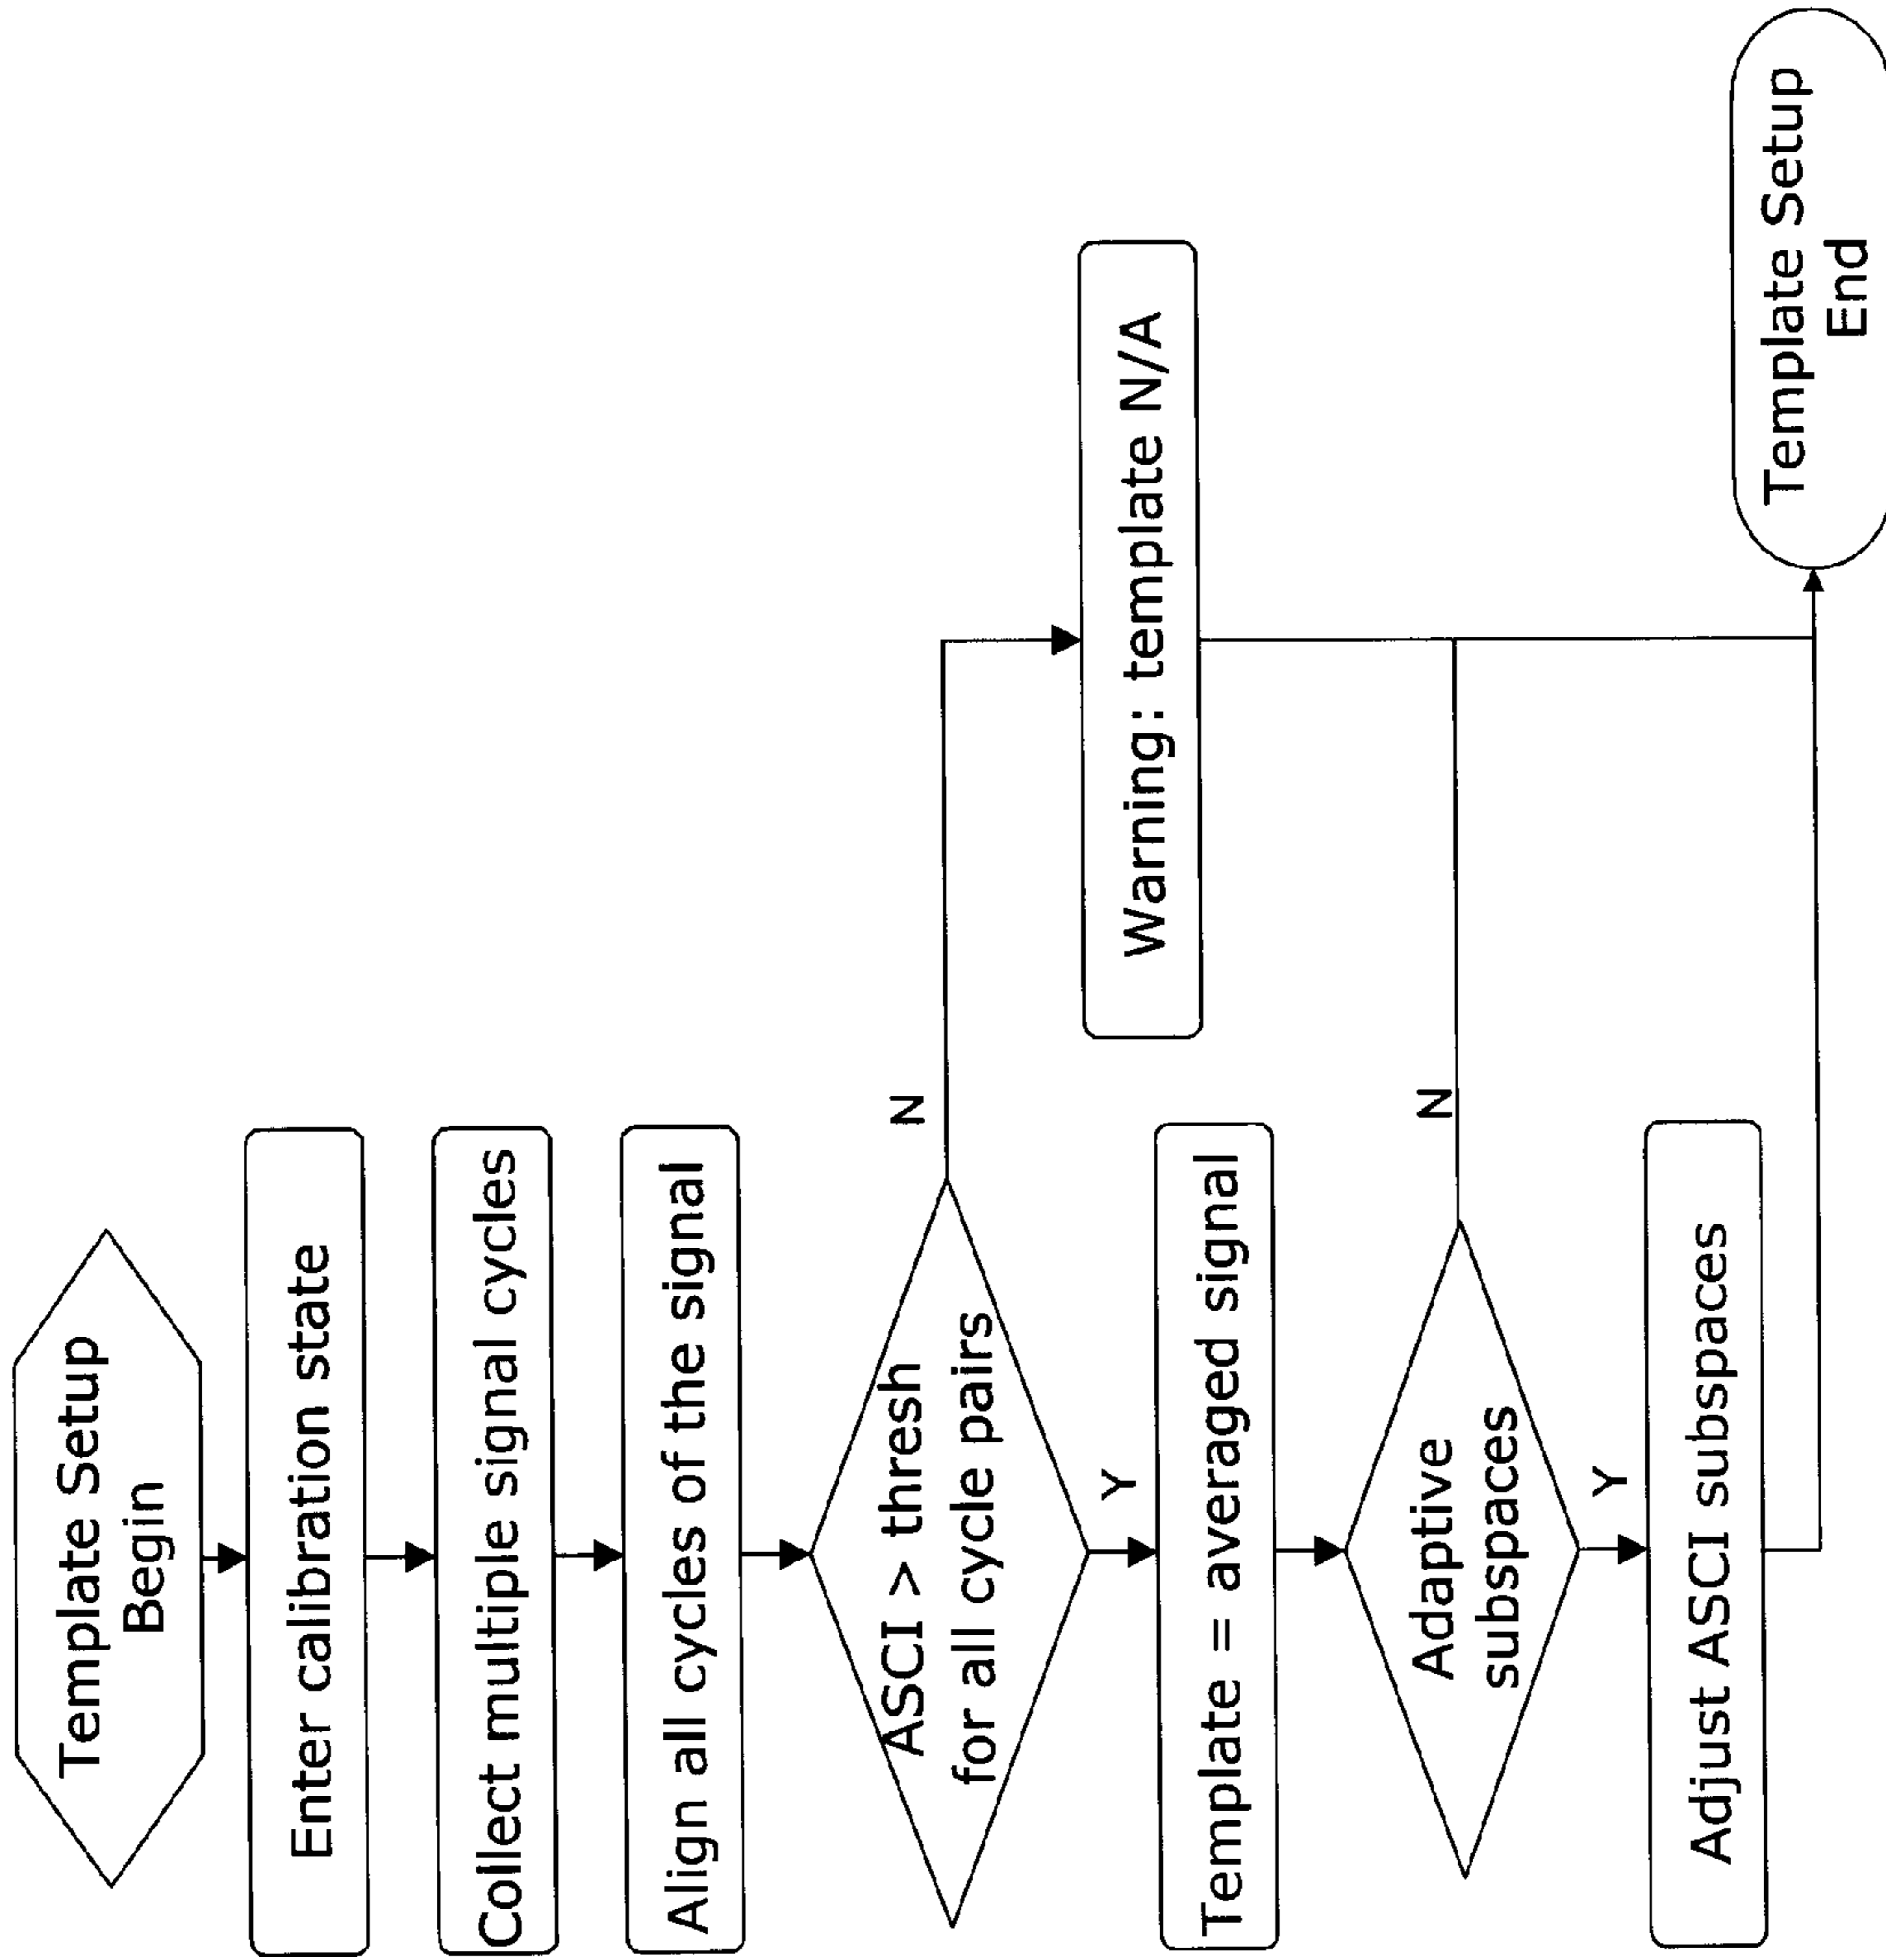 Template Setup
Begin
Enter calibration state
Collect multiple signal cycles
Align all cycles of the signal
ASCI > thresh
for all cycle pairs
N
Y
Warning: template N/A
Template = averaged signal
Adaptive
subspaces
N
Y
Adjust ASCI subspaces
Template Setup
End